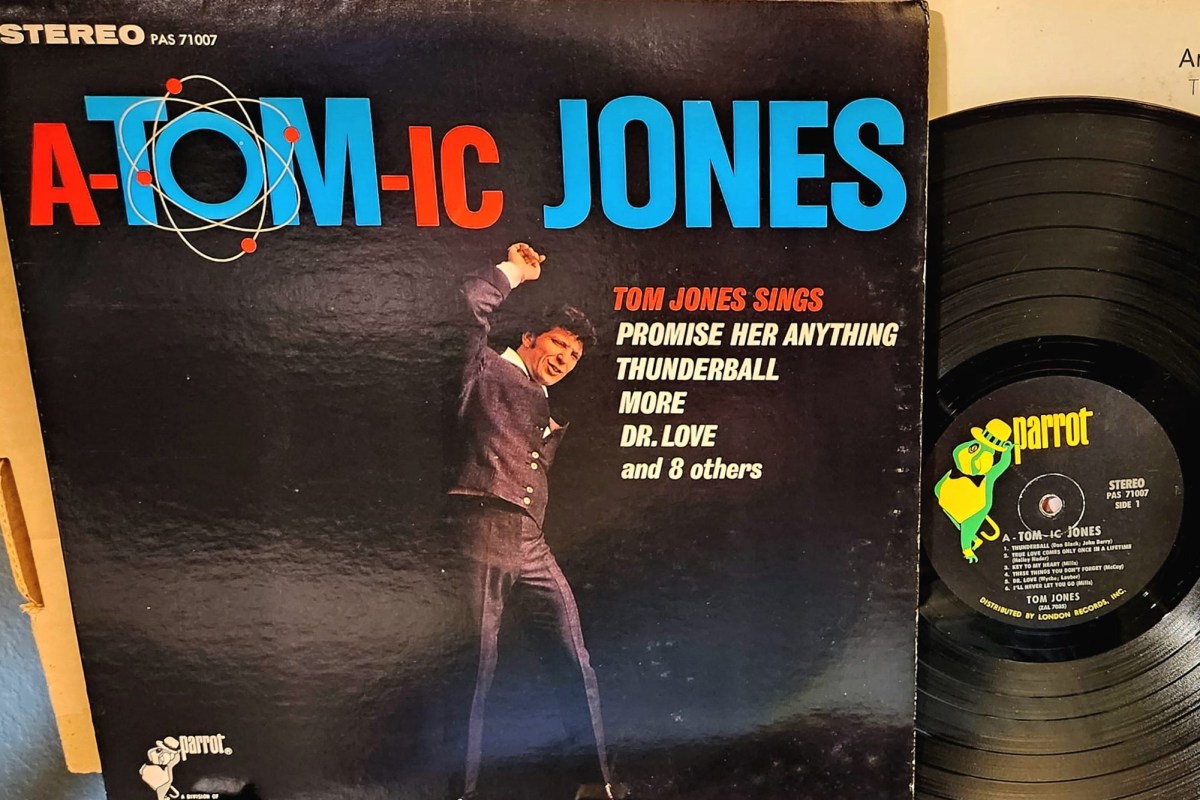 STEREO PAS 71007
A-TOM-IC JONES
TOM JONES SINGS
PROMISE HER ANYTHING
THUNDERBALL
MORE
DR. LOVE
and 8 others
parrot®
A DIVISION OF
parrot
STEREO
PAS 71007
SIDE 1
A-TOM-IC JONES
1. THUNDERBALL (Don Black; John Barry)
2. TRUE LOVE COMES ONLY ONCE IN A LIFETIME
3. KEY TO MY HEART (Mills)
4. THESE THINGS YOU DON'T FORGET (McCoy)
5. DR. LOVE
6. I'LL NEVER LET YOU GO (Mills)
TOM JONES
DISTRIBUTED BY LONDON RECORDS, INC.